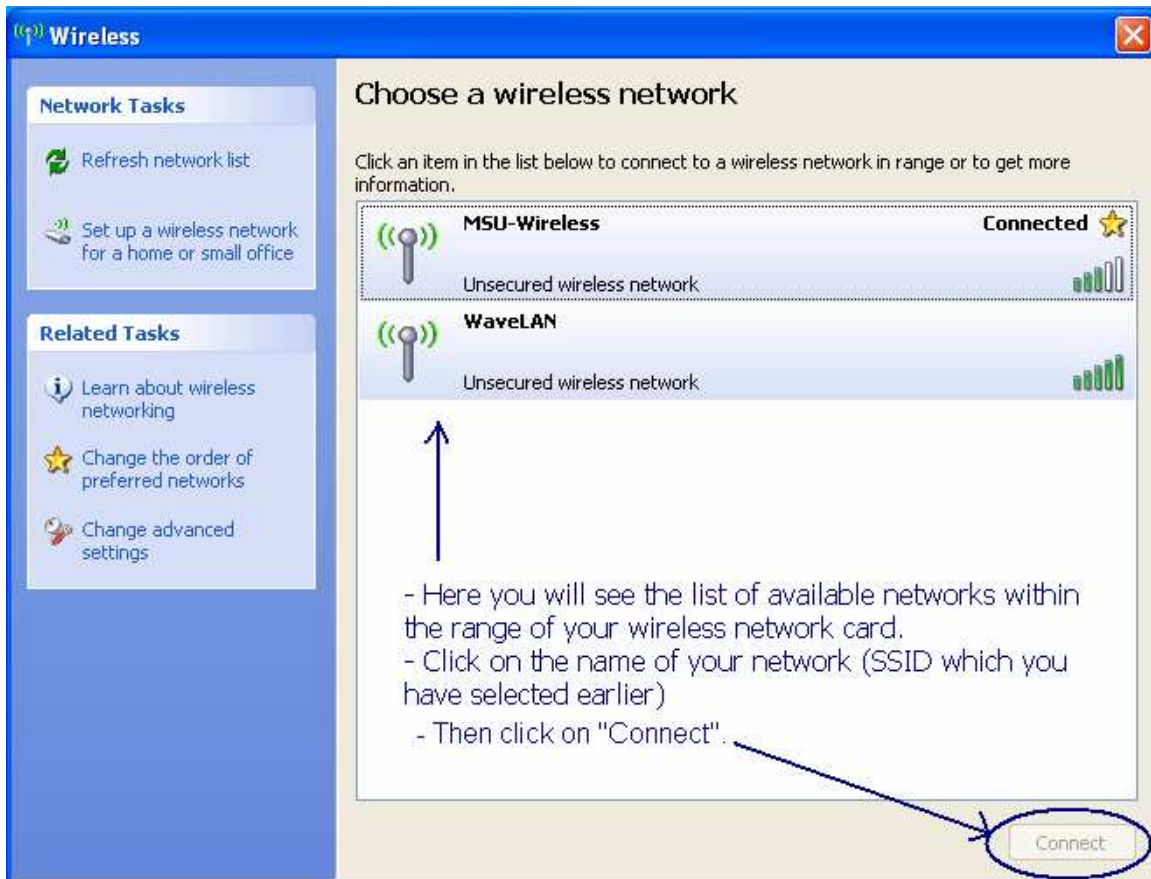 Wireless
Network Tasks
Refresh network list
Set up a wireless network
for a home or small office
Related Tasks
Learn about wireless
networking
Change the order of
preferred networks
Change advanced
settings
Choose a wireless network
Click an item in the list below to connect to a wireless network in range or to get more
information.
MSU-Wireless Connected
Unsecured wireless network
WaveLAN
Unsecured wireless network
- Here you will see the list of available networks within
the range of your wireless network card.
- Click on the name of your network (SSID which you
have selected earlier)
- Then click on "Connect".
Connect